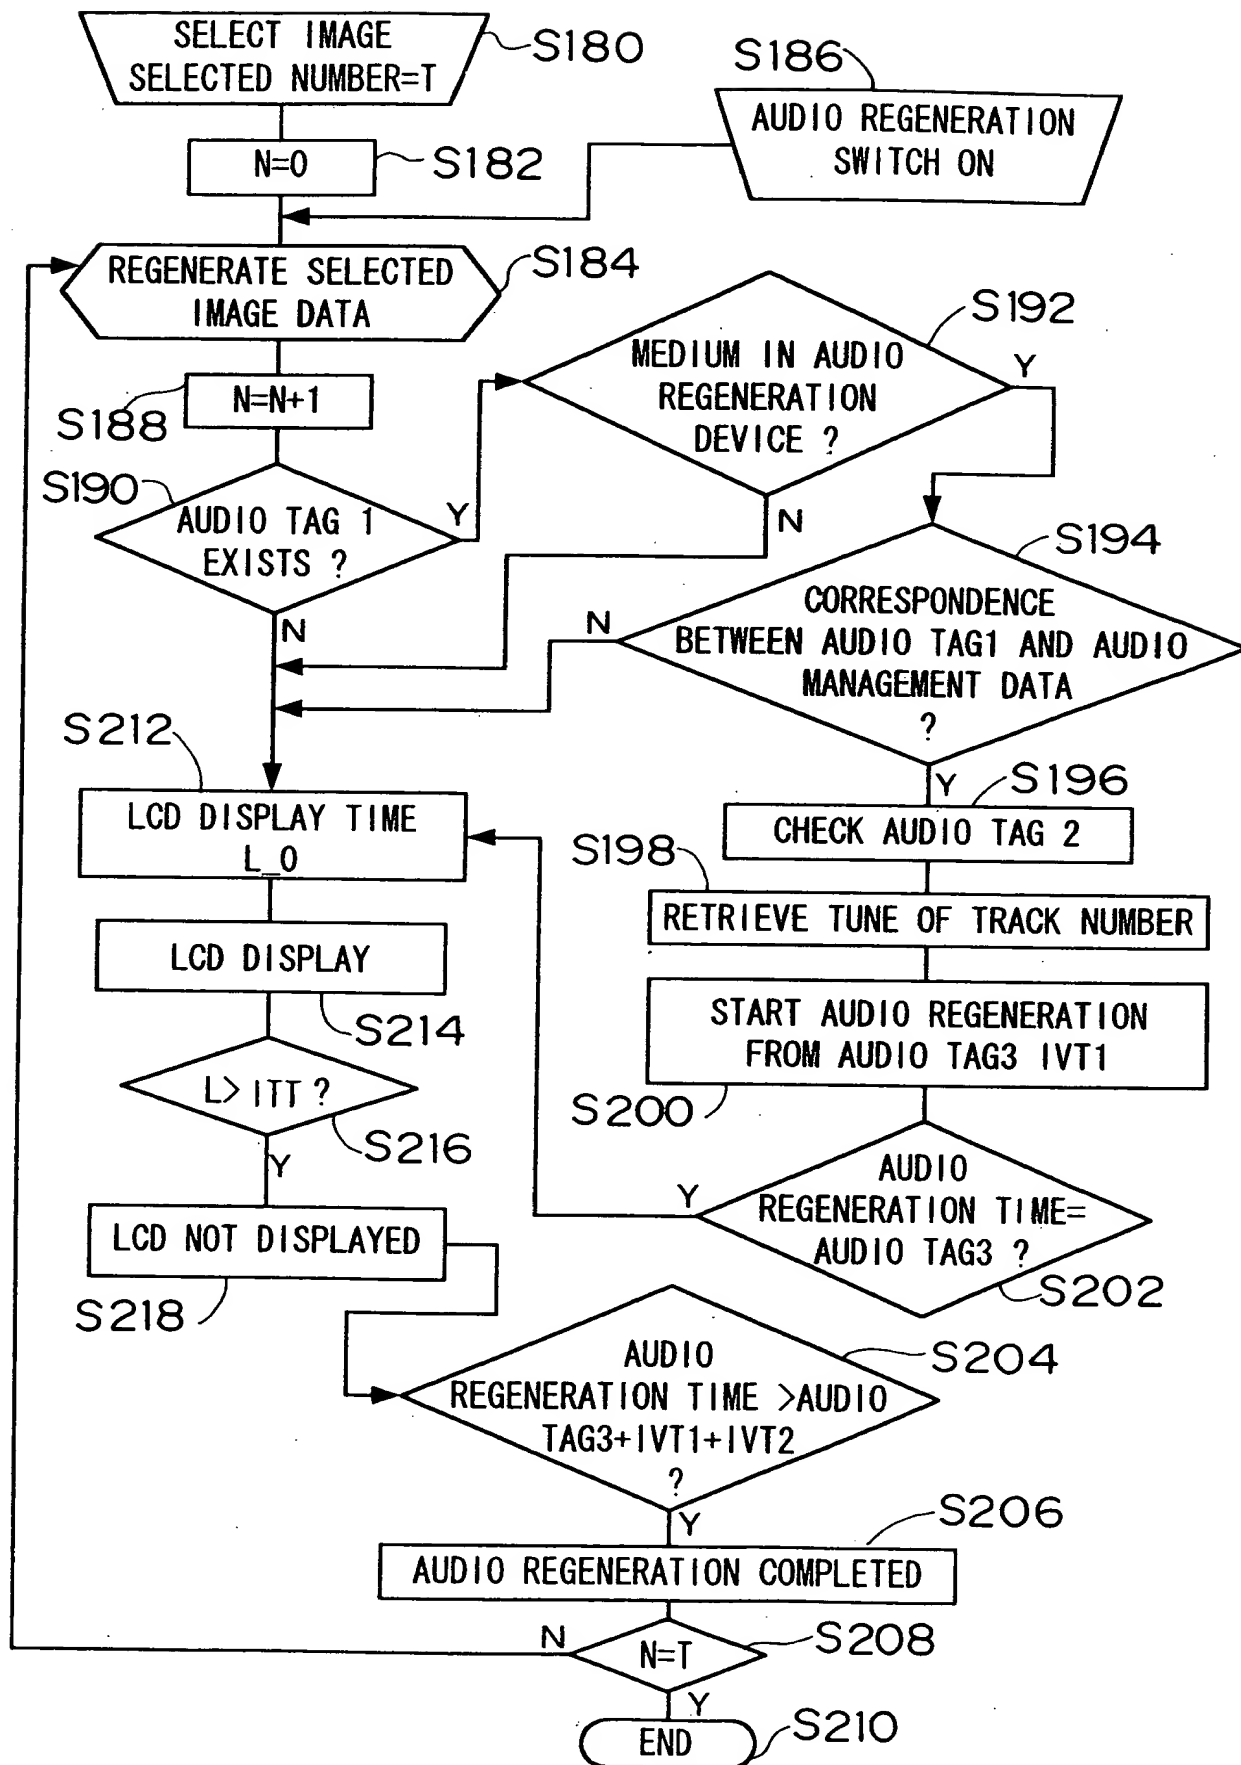 SELECT IMAGE
SELECTED NUMBER=T
S180
S186
AUDIO REGENERATION
SWITCH ON
N=0
S182
REGENERATE SELECTED
IMAGE DATA
S184
S192
MEDIUM IN AUDIO
REGENERATION
DEVICE ?
Y
N
N=N+1
S188
S190
AUDIO TAG 1
EXISTS ?
Y
N
S194
CORRESPONDENCE
BETWEEN AUDIO TAG1 AND AUDIO
MANAGEMENT DATA
?
N
Y
S212
LCD DISPLAY TIME
L_0
S196
CHECK AUDIO TAG 2
S198
RETRIEVE TUNE OF TRACK NUMBER
LCD DISPLAY
S214
START AUDIO REGENERATION
FROM AUDIO TAG3 IVT1
S200
L> ITT ?
S216
Y
AUDIO
REGENERATION TIME=
AUDIO TAG3 ?
Y
S202
LCD NOT DISPLAYED
S218
S204
AUDIO
REGENERATION TIME >AUDIO
TAG3+IVT1+IVT2
?
Y
S206
AUDIO REGENERATION COMPLETED
N
N=T
S208
Y
END
S210